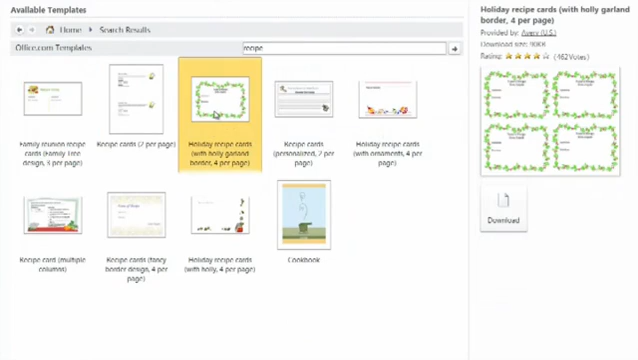 Available Templates
Home
Search Results
Office.com Templates
recipe
Family reunion recipe
cards (Family Tree
design, 3 per page)
Recipe cards (2 per page)
Holiday recipe cards
(with holly garland
border, 4 per page)
Recipe cards
(personalized, 2 per
page)
Holiday recipe cards
(with ornaments, 4 per
page)
Recipe card (multiple
columns)
Recipe cards (fancy
border design, 4 per
page)
Holiday recipe cards
(with holly, 4 per page)
Cookbook
Holiday recipe cards (with holly garland
border, 4 per page)
Provided by: Avery (U.S.)
Download size: 90KB
Rating:
(462 Votes)
Download